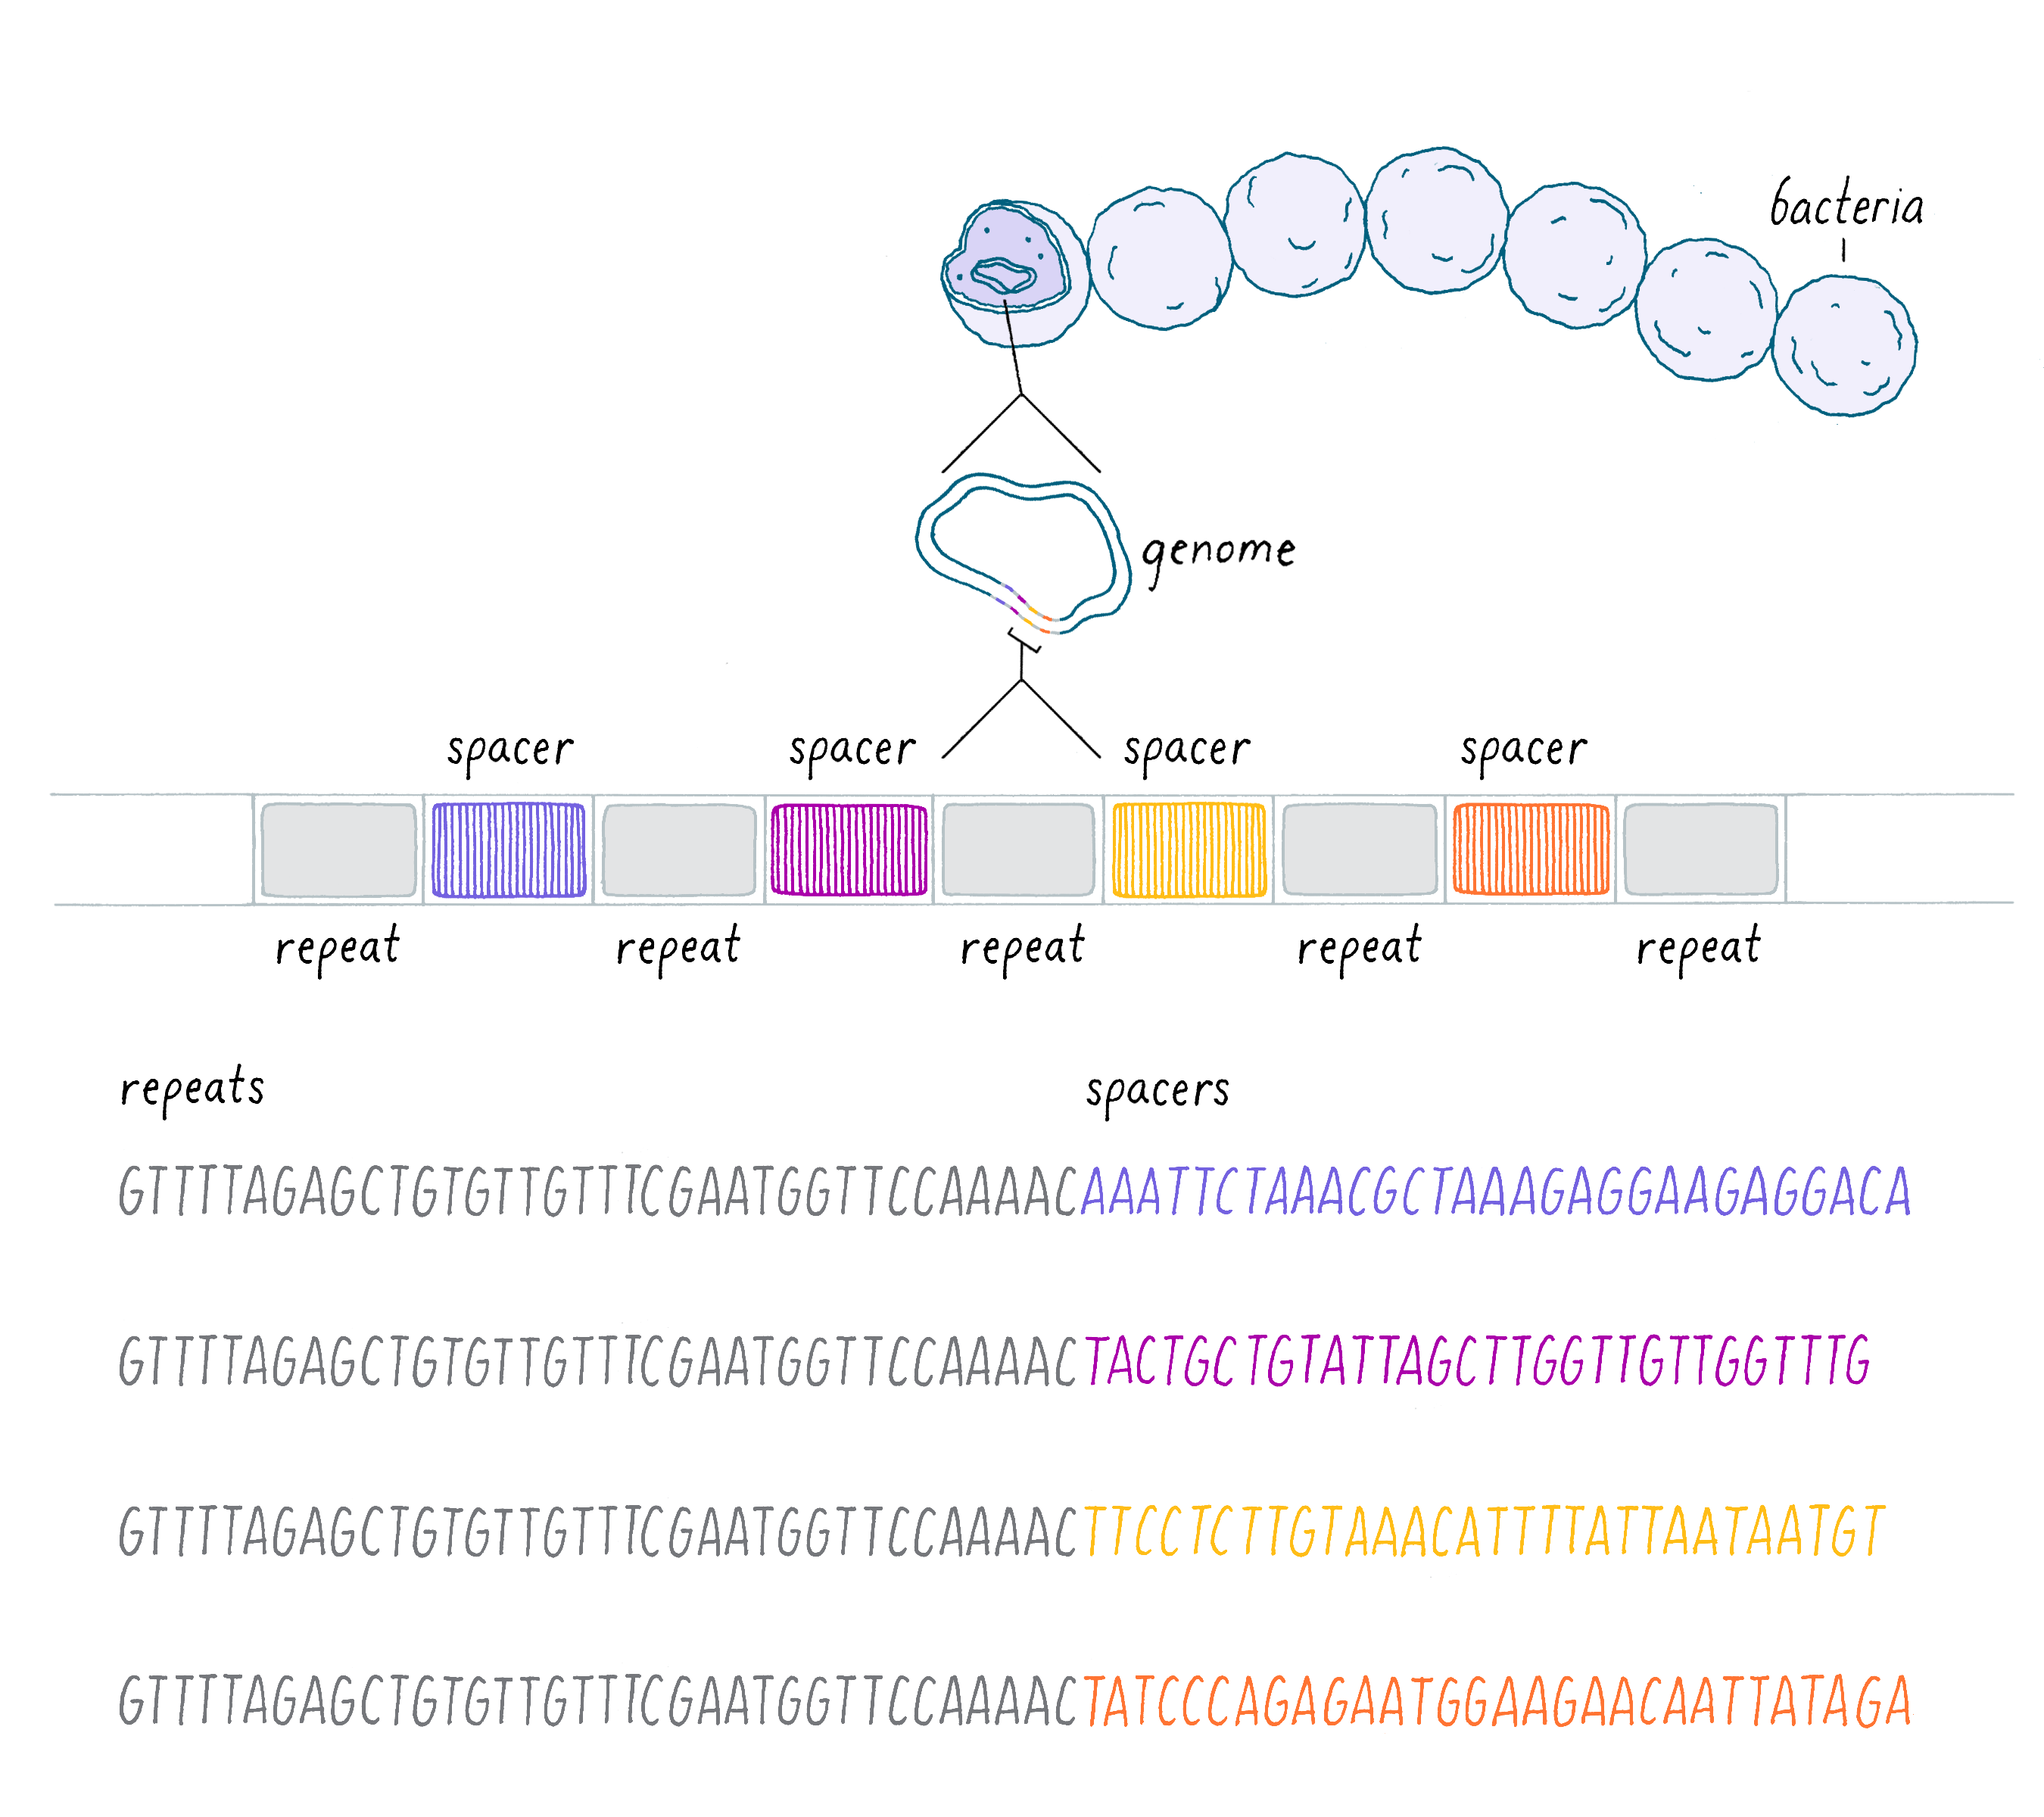 bacteria
genome
spacer spacer spacer spacer
repeat repeat repeat repeat repeat
repeats spacers
GTTTTAGAGCTGTGTTGTTTCGAATGGTTCCAAAACAAATTCTAAACGCTAAAGAGGAAGAGGACA
GTTTTAGAGCTGTGTTGTTTCGAATGGTTCCAAAACTACTGCTGTATTAGCTTGGTTGTTGGTTTG
GTTTTAGAGCTGTGTTGTTTCGAATGGTTCCAAAACTTCCTCTTGTAAACATTTTATTAATAATGT
GTTTTAGAGCTGTGTTGTTTCGAATGGTTCCAAAACTATCCCAGAGAATGGAAGAACAATTATAGA